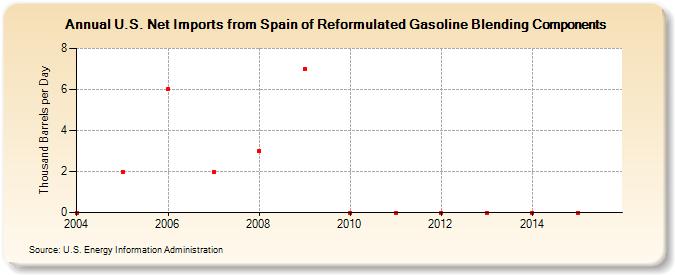 Annual U.S. Net Imports from Spain of Reformulated Gasoline Blending Components
Thousand Barrels per Day
8
6
4
2
0
2004 2006 2008 2010 2012 2014
Source: U.S. Energy Information Administration